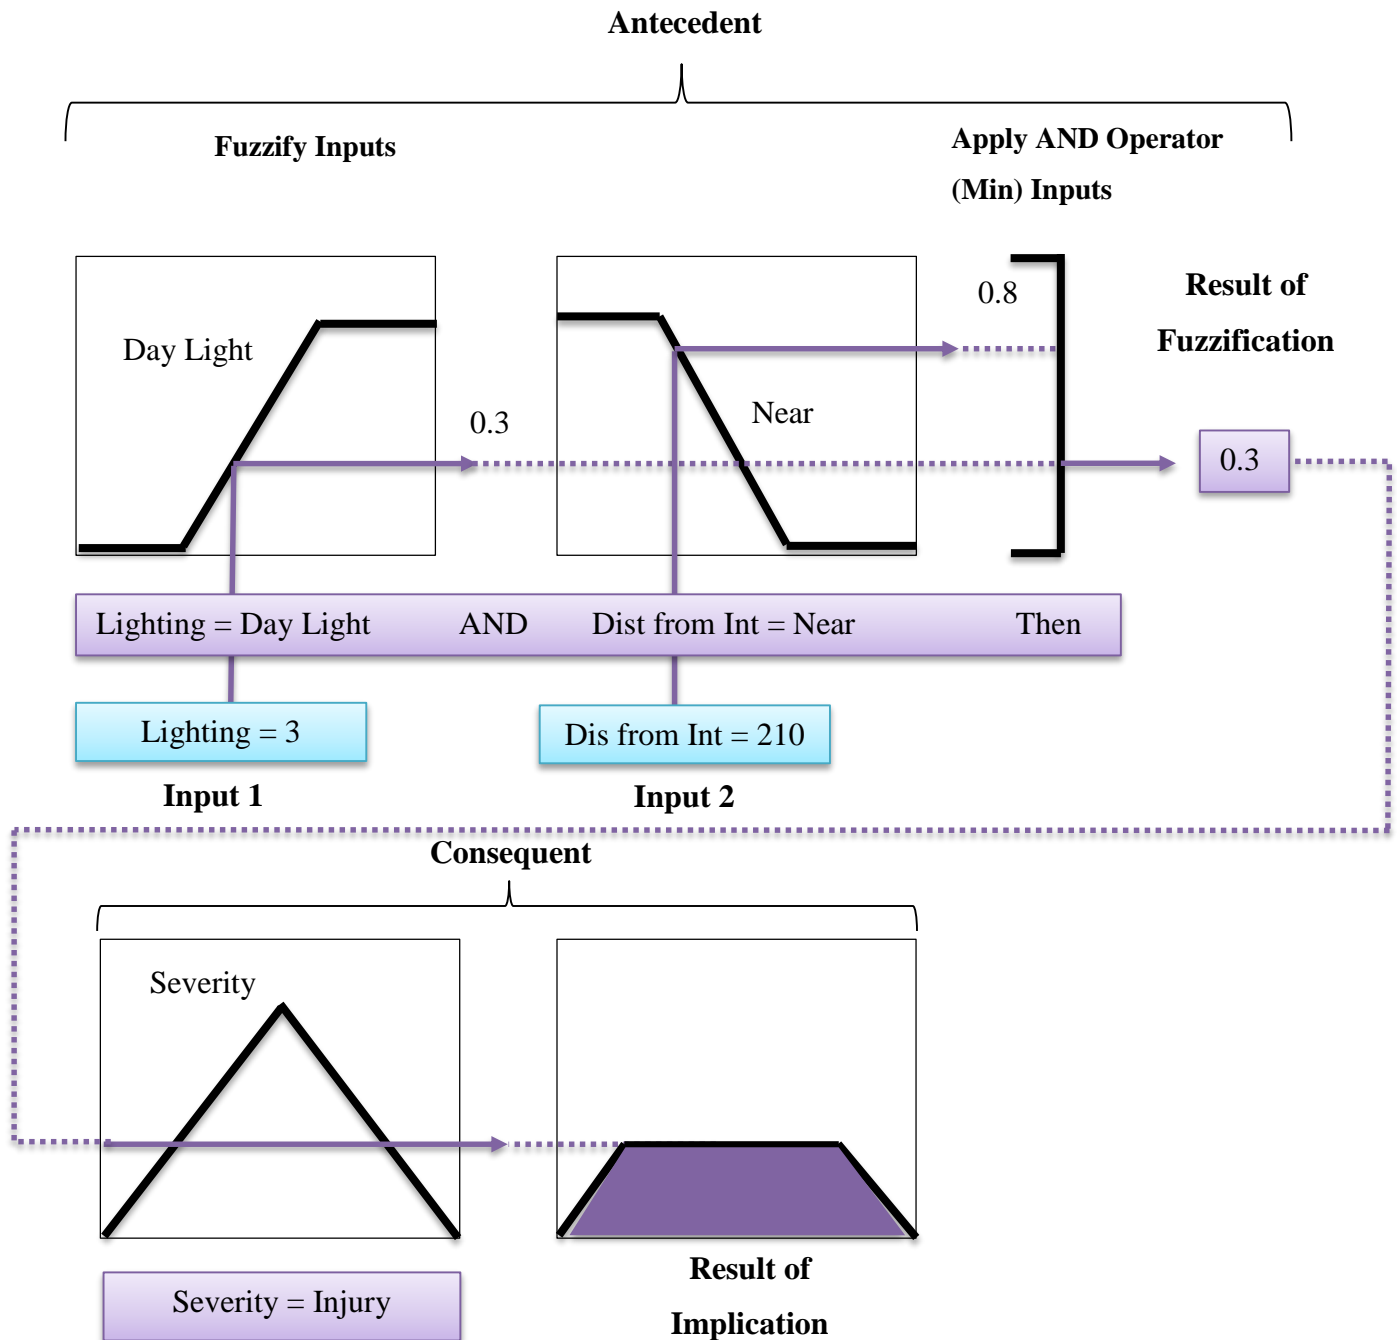 Antecedent
Fuzzify Inputs
Apply AND Operator
(Min) Inputs
Day Light
0.3
Near
0.8
Result of
Fuzzification
0.3
Lighting = Day Light AND Dist from Int = Near Then
Lighting = 3
Dis from Int = 210
Input 1
Input 2
Consequent
Severity
Severity = Injury
Result of
Implication